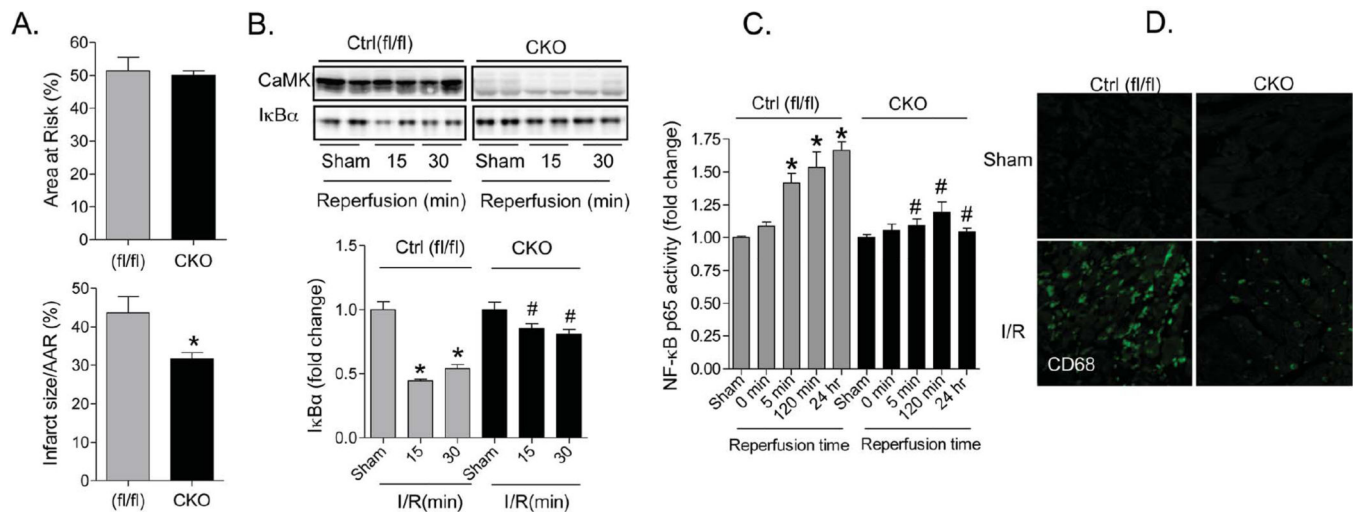 A.
Area at Risk (%)
60
50
40
30
20
10
0
(fl/fl) CKO
Infarct size/AAR (%)
50
40
30
20
10
0
*
(fl/fl) CKO
B.
Ctrl(fl/fl) CKO
CaMK
IκBα
Sham 15 30 Sham 15 30
Reperfusion (min) Reperfusion (min)
IκBα (fold change)
1.5
1.0
0.5
0.0
Ctrl (fl/fl) CKO
* * # #
Sham 15 30 Sham 15 30
I/R(min) I/R(min)
C.
NF-κB p65 activity (fold change)
Ctrl (fl/fl) CKO
1.75
1.50
1.25
1.00
0.75
0.50
0.25
0.00
* * * # # #
Sham 0 min 5 min 120 min 24 hr Sham 0 min 5 min 120 min 24 hr
Reperfusion time Reperfusion time
D.
Ctrl (fl/fl) CKO
Sham
I/R
CD68